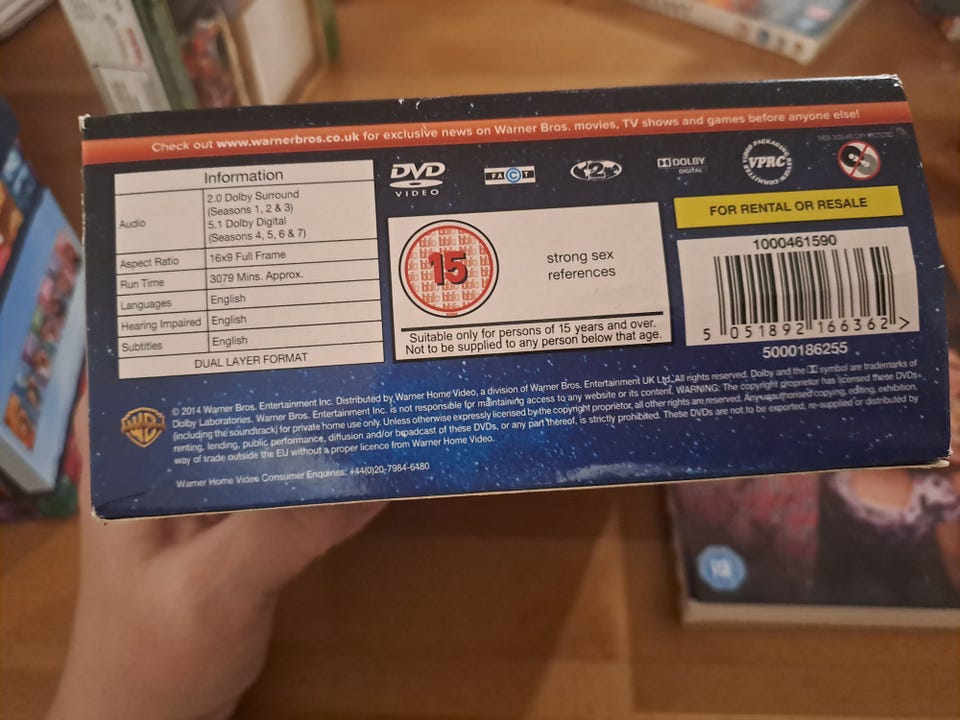 Check out www.warnerbros.co.uk for exclusive news on Warner Bros. movies, TV shows and games before anyone else!
Information
Audio
2.0 Dolby Surround
(Seasons 1, 2 & 3)
5.1 Dolby Digital
(Seasons 4, 5, 6 & 7)
Aspect Ratio 16x9 Full Frame
Run Time 3079 Mins. Approx.
Languages English
Hearing Impaired English
Subtitles English
DUAL LAYER FORMAT
DVD
VIDEO
FACT
2
DOLBY
DIGITAL
VIDEO PACKAGING REVIEW COMMITTEE
VPRC
THESE DISCS ARE COPY PROTECTED
15
strong sex
references
Suitable only for persons of 15 years and over.
Not to be supplied to any person below that age.
FOR RENTAL OR RESALE
1000461590
5 051892 166362 >
5000186255
WB
© 2014 Warner Bros. Entertainment Inc. Distributed by Warner Home Video, a division of Warner Bros. Entertainment UK Ltd. All rights reserved. Dolby and the symbol are trademarks of
Dolby Laboratories. Warner Bros. Entertainment Inc. is not responsible for maintaining access to any website or its content. WARNING: The copyright proprietor has licensed these DVDs
(including the soundtrack) for private home use only. Unless otherwise expressly licensed by the copyright proprietor, all other rights are reserved. Any unauthorised copying, editing, exhibition,
renting, lending, public performance, diffusion and/or broadcast of these DVDs, or any part thereof, is strictly prohibited. These DVDs are not to be exported, re-supplied or distributed by
way of trade outside the EU without a proper licence from Warner Home Video.
Warner Home Video Consumer Enquiries: +44(0)20-7984-6480